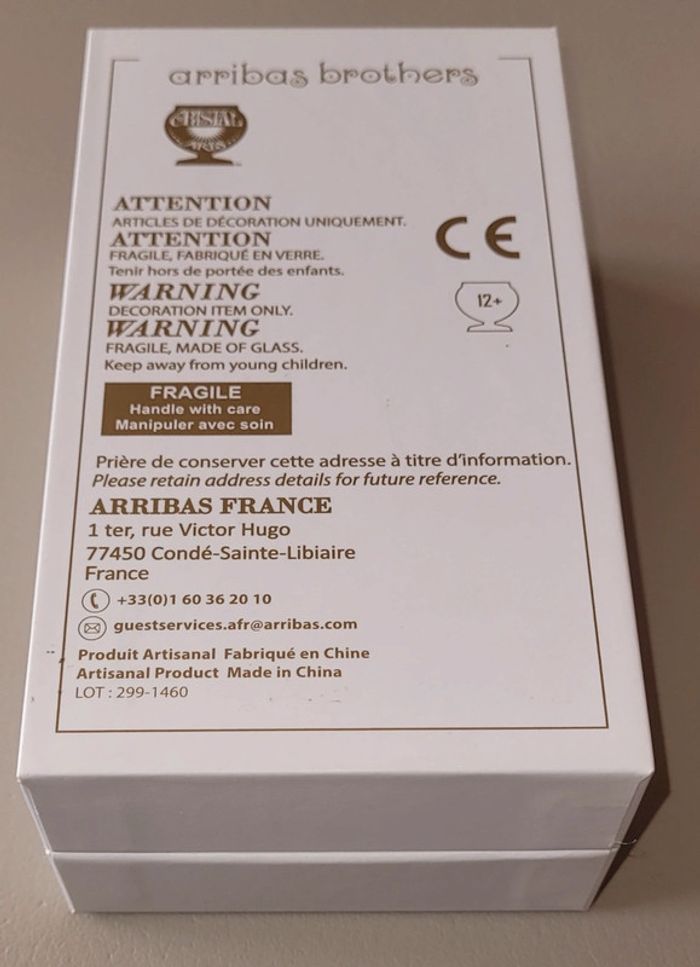 arribas brothers
CRISTAL
ARTS
ATTENTION
ARTICLES DE DÉCORATION UNIQUEMENT.
ATTENTION
FRAGILE, FABRIQUÉ EN VERRE.
Tenir hors de portée des enfants.
WARNING
DECORATION ITEM ONLY.
WARNING
FRAGILE, MADE OF GLASS.
Keep away from young children.
CE
12+
FRAGILE
Handle with care
Manipuler avec soin
Prière de conserver cette adresse à titre d'information.
Please retain address details for future reference.
ARRIBAS FRANCE
1 ter, rue Victor Hugo
77450 Condé-Sainte-Libiaire
France
+33(0)1 60 36 20 10
guestservices.afr@arribas.com
Produit Artisanal Fabriqué en Chine
Artisanal Product Made in China
LOT : 299-1460